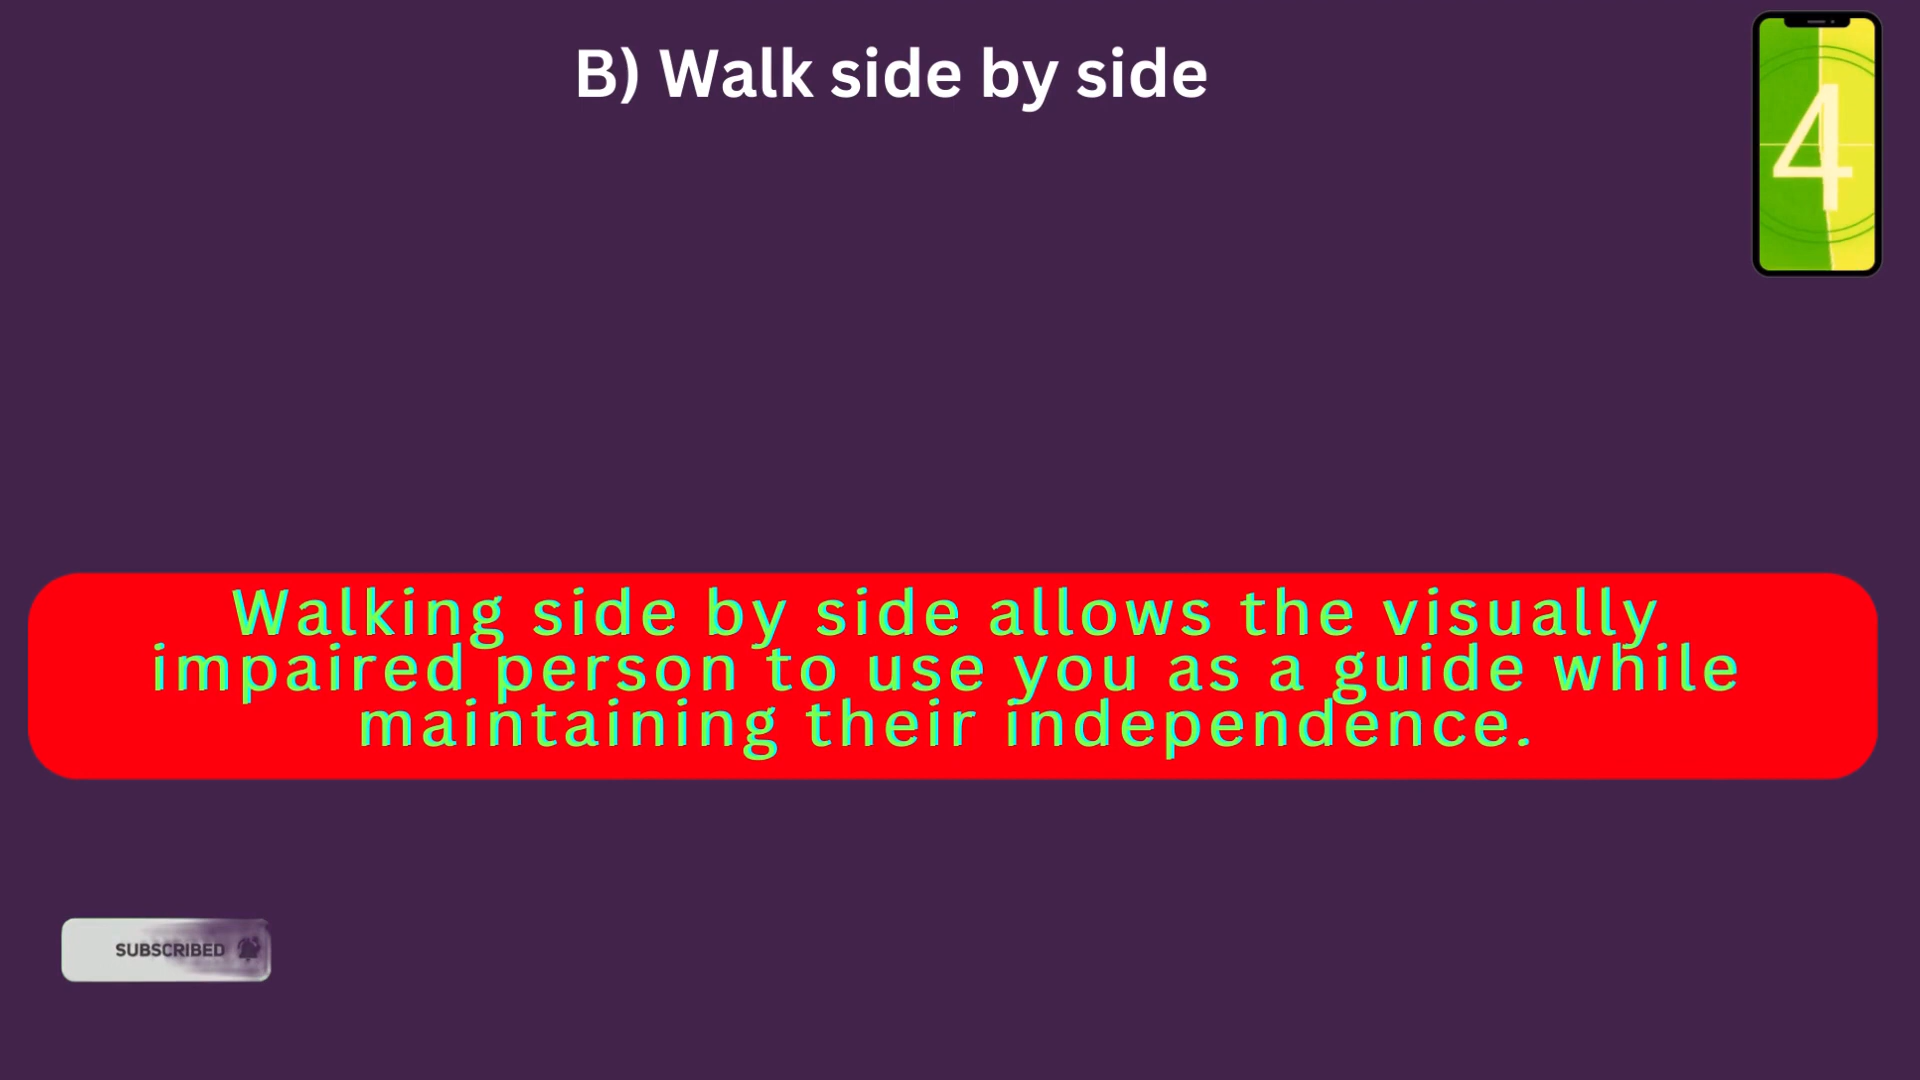 B) Walk side by side
4
Walking side by side allows the visually
impaired person to use you as a guide while
maintaining their independence.
SUBSCRIBED